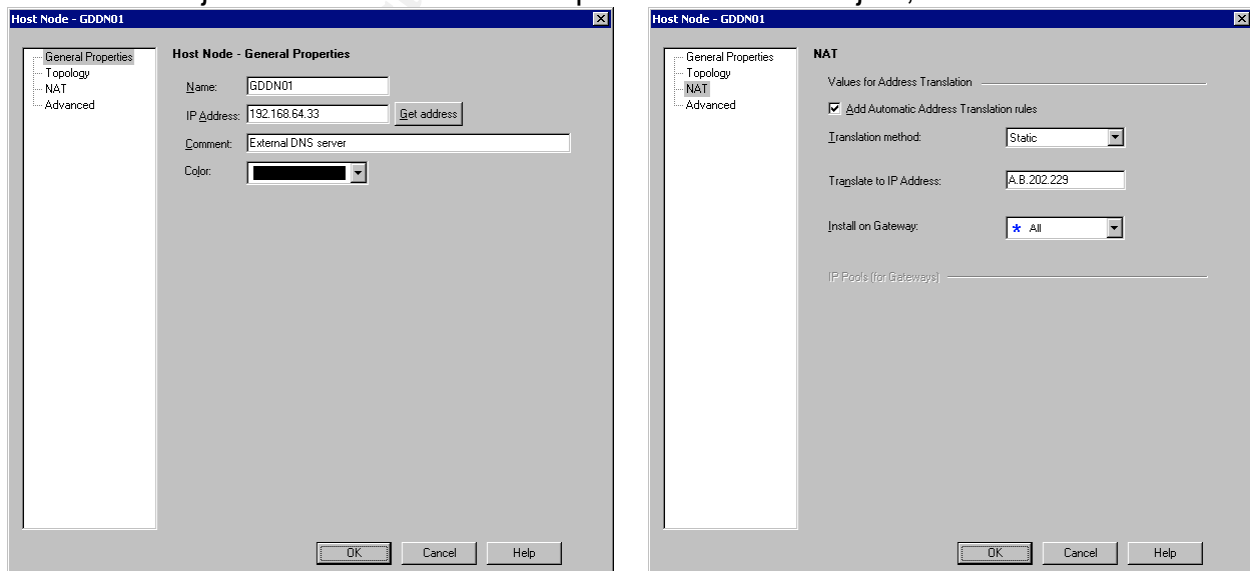 Host Node - GDDN01
General Properties
Topology
NAT
Advanced
Host Node - General Properties
Name: GDDN01
IP Address: 192.168.64.33 Get address
Comment: External DNS server
Color:
OK Cancel Help
Host Node - GDDN01
General Properties
Topology
NAT
Advanced
NAT
Values for Address Translation
Add Automatic Address Translation rules
Translation method: Static
Translate to IP Address: A.B.202.229
Install on Gateway: * All
IP Pools (for Gateways)
OK Cancel Help